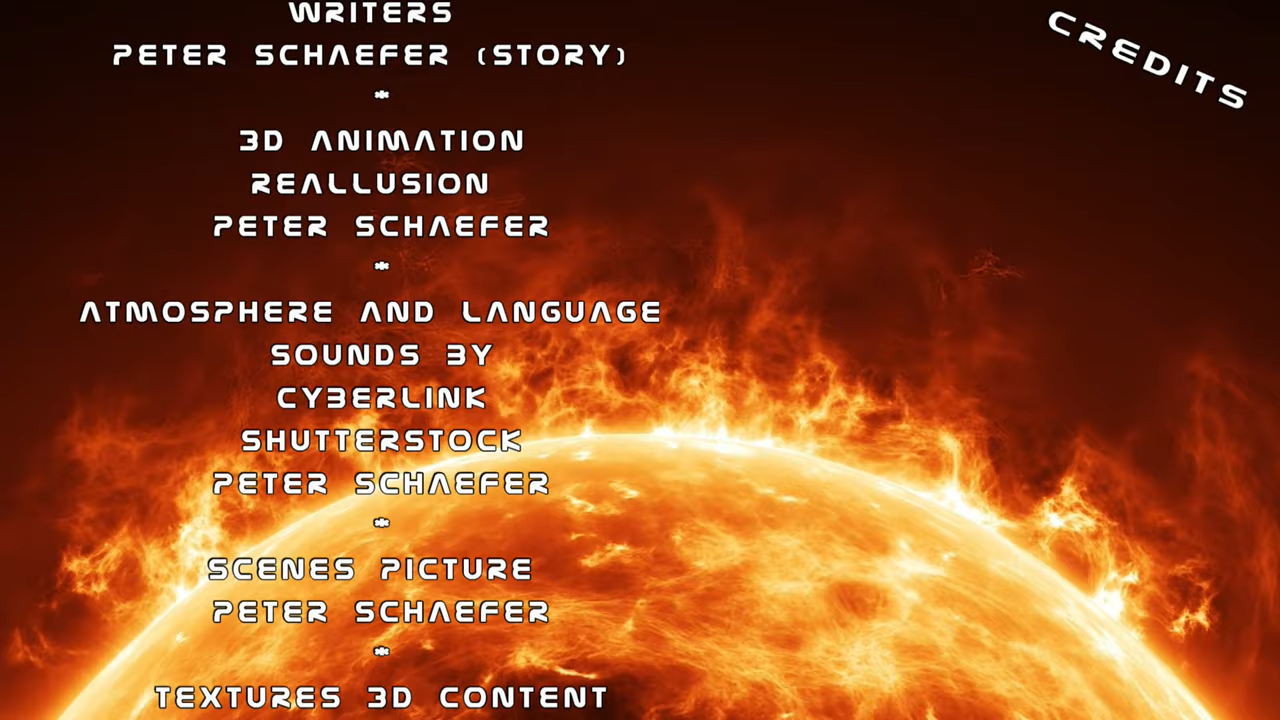 WRITERS
PETER SCHAEFER (STORY)
*
3D ANIMATION
REALLUSION
PETER SCHAEFER
*
ATMOSPHERE AND LANGUAGE
SOUNDS BY
CYBERLINK
SHUTTERSTOCK
PETER SCHAEFER
*
SCENES PICTURE
PETER SCHAEFER
*
TEXTURES 3D CONTENT
CREDITS